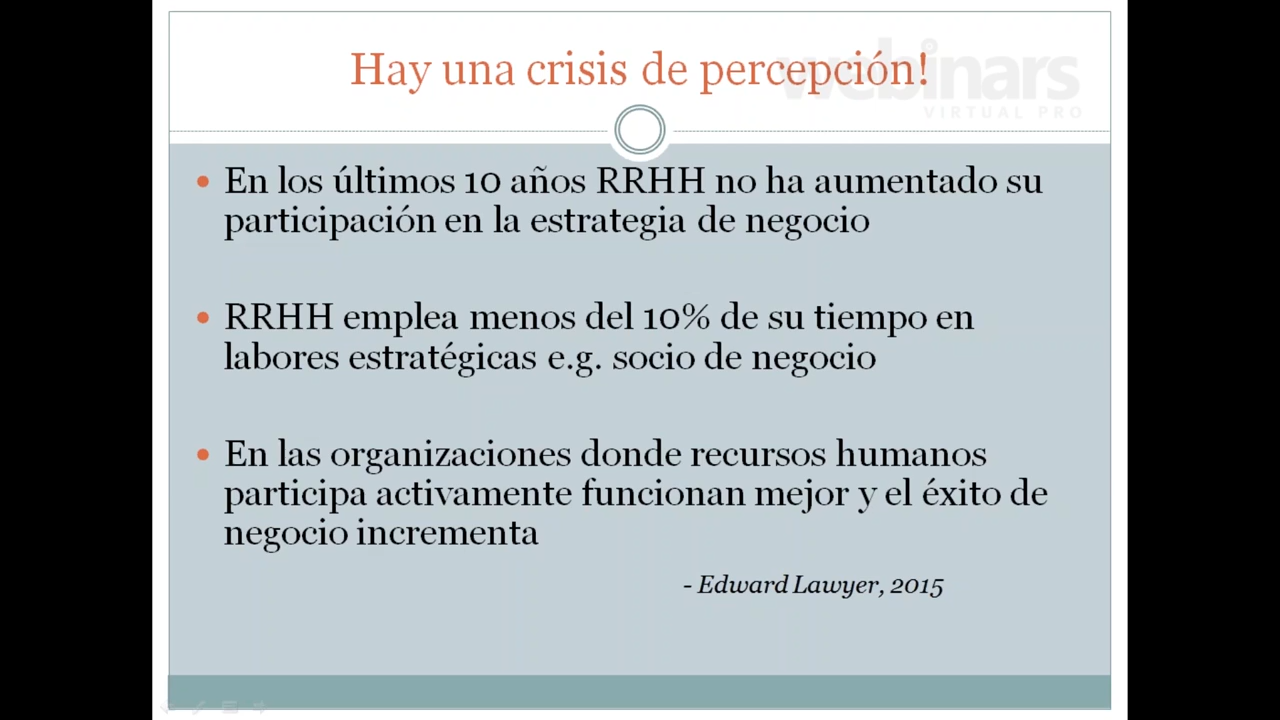 Hay una crisis de percepción!
webinars
VIRTUAL PRO
• En los últimos 10 años RRHH no ha aumentado su
participación en la estrategia de negocio
• RRHH emplea menos del 10% de su tiempo en
labores estratégicas e.g. socio de negocio
• En las organizaciones donde recursos humanos
participa activamente funcionan mejor y el éxito de
negocio incrementa
- Edward Lawyer, 2015